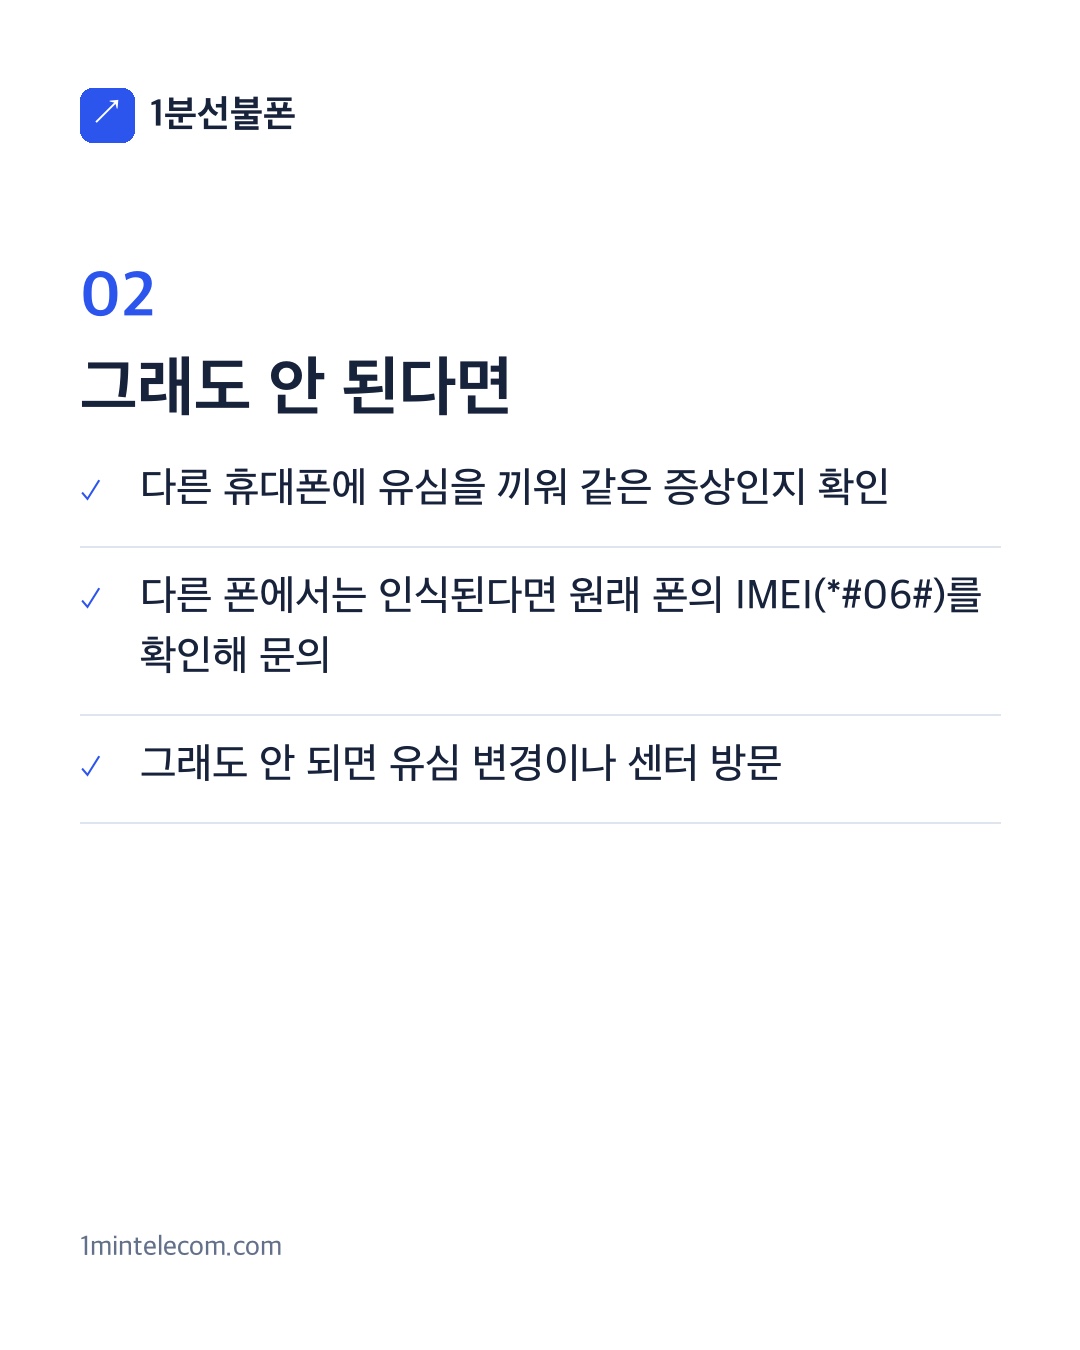 1분선불폰
02
그래도 안 된다면
다른 휴대폰에 유심을 끼워 같은 증상인지 확인
다른 폰에서는 인식된다면 원래 폰의 IMEI(*#06#)를
확인해 문의
그래도 안 되면 유심 변경이나 센터 방문
1mintelecom.com